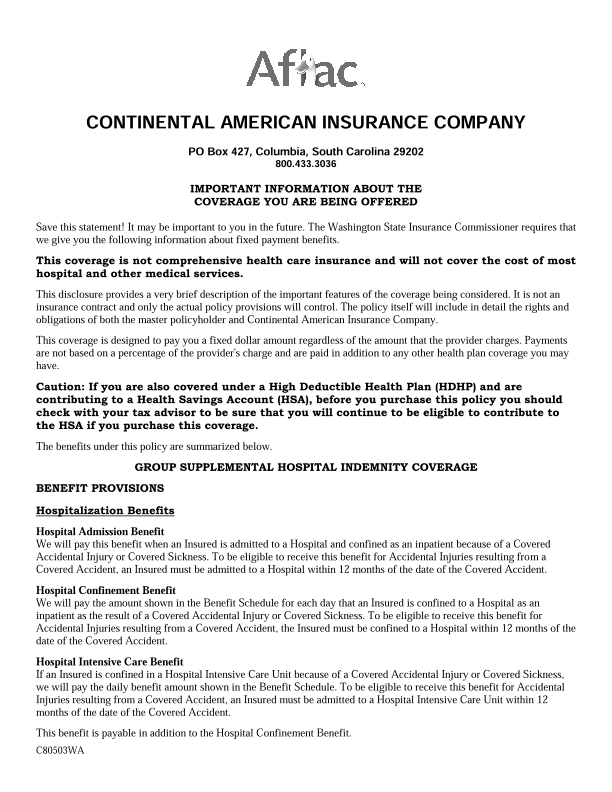 Aflac
CONTINENTAL AMERICAN INSURANCE COMPANY
PO Box 427, Columbia, South Carolina 29202
800.433.3036
IMPORTANT INFORMATION ABOUT THE
COVERAGE YOU ARE BEING OFFERED
Save this statement! It may be important to you in the future. The Washington State Insurance Commissioner requires that
we give you the following information about fixed payment benefits.
This coverage is not comprehensive health care insurance and will not cover the cost of most
hospital and other medical services.
This disclosure provides a very brief description of the important features of the coverage being considered. It is not an
insurance contract and only the actual policy provisions will control. The policy itself will include in detail the rights and
obligations of both the master policyholder and Continental American Insurance Company.
This coverage is designed to pay you a fixed dollar amount regardless of the amount that the provider charges. Payments
are not based on a percentage of the provider's charge and are paid in addition to any other health plan coverage you may
have.
Caution: If you are also covered under a High Deductible Health Plan (HDHP) and are
contributing to a Health Savings Account (HSA), before you purchase this policy you should
check with your tax advisor to be sure that you will continue to be eligible to contribute to
the HSA if you purchase this coverage.
The benefits under this policy are summarized below.
GROUP SUPPLEMENTAL HOSPITAL INDEMNITY COVERAGE
BENEFIT PROVISIONS
Hospitalization Benefits
Hospital Admission Benefit
We will pay this benefit when an Insured is admitted to a Hospital and confined as an inpatient because of a Covered
Accidental Injury or Covered Sickness. To be eligible to receive this benefit for Accidental Injuries resulting from a
Covered Accident, an Insured must be admitted to a Hospital within 12 months of the date of the Covered Accident.
Hospital Confinement Benefit
We will pay the amount shown in the Benefit Schedule for each day that an Insured is confined to a Hospital as an
inpatient as the result of a Covered Accidental Injury or Covered Sickness. To be eligible to receive this benefit for
Accidental Injuries resulting from a Covered Accident, the Insured must be confined to a Hospital within 12 months of the
date of the Covered Accident.
Hospital Intensive Care Benefit
If an Insured is confined in a Hospital Intensive Care Unit because of a Covered Accidental Injury or Covered Sickness,
we will pay the daily benefit amount shown in the Benefit Schedule. To be eligible to receive this benefit for Accidental
Injuries resulting from a Covered Accident, an Insured must be admitted to a Hospital Intensive Care Unit within 12
months of the date of the Covered Accident.
This benefit is payable in addition to the Hospital Confinement Benefit.
C80503WA